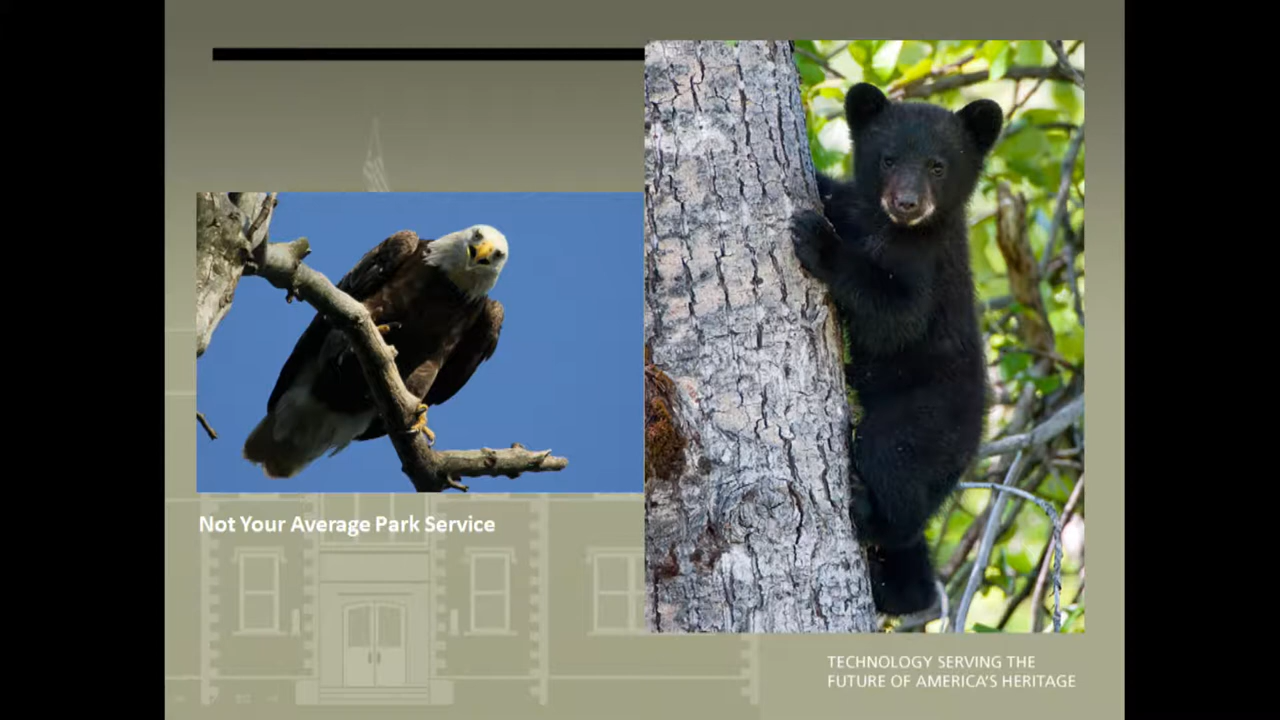 Not Your Average Park Service
TECHNOLOGY SERVING THE
FUTURE OF AMERICA'S HERITAGE